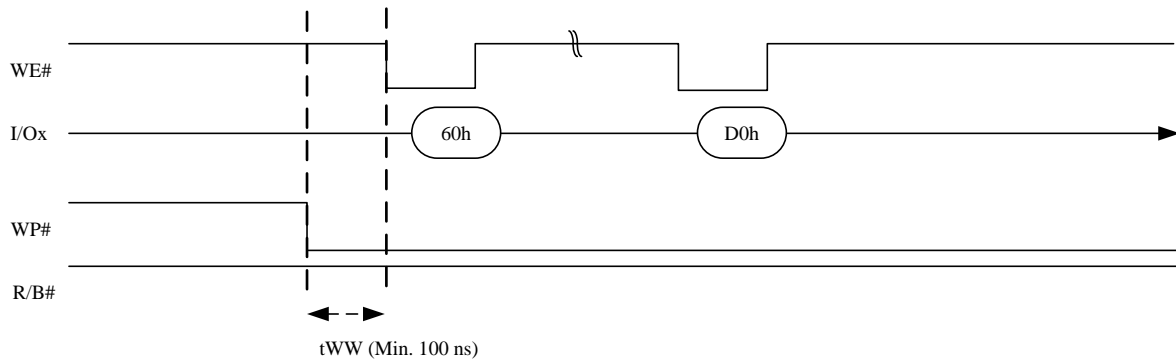 WE#
I/Ox
60h
D0h
WP#
R/B#
tWW (Min. 100 ns)